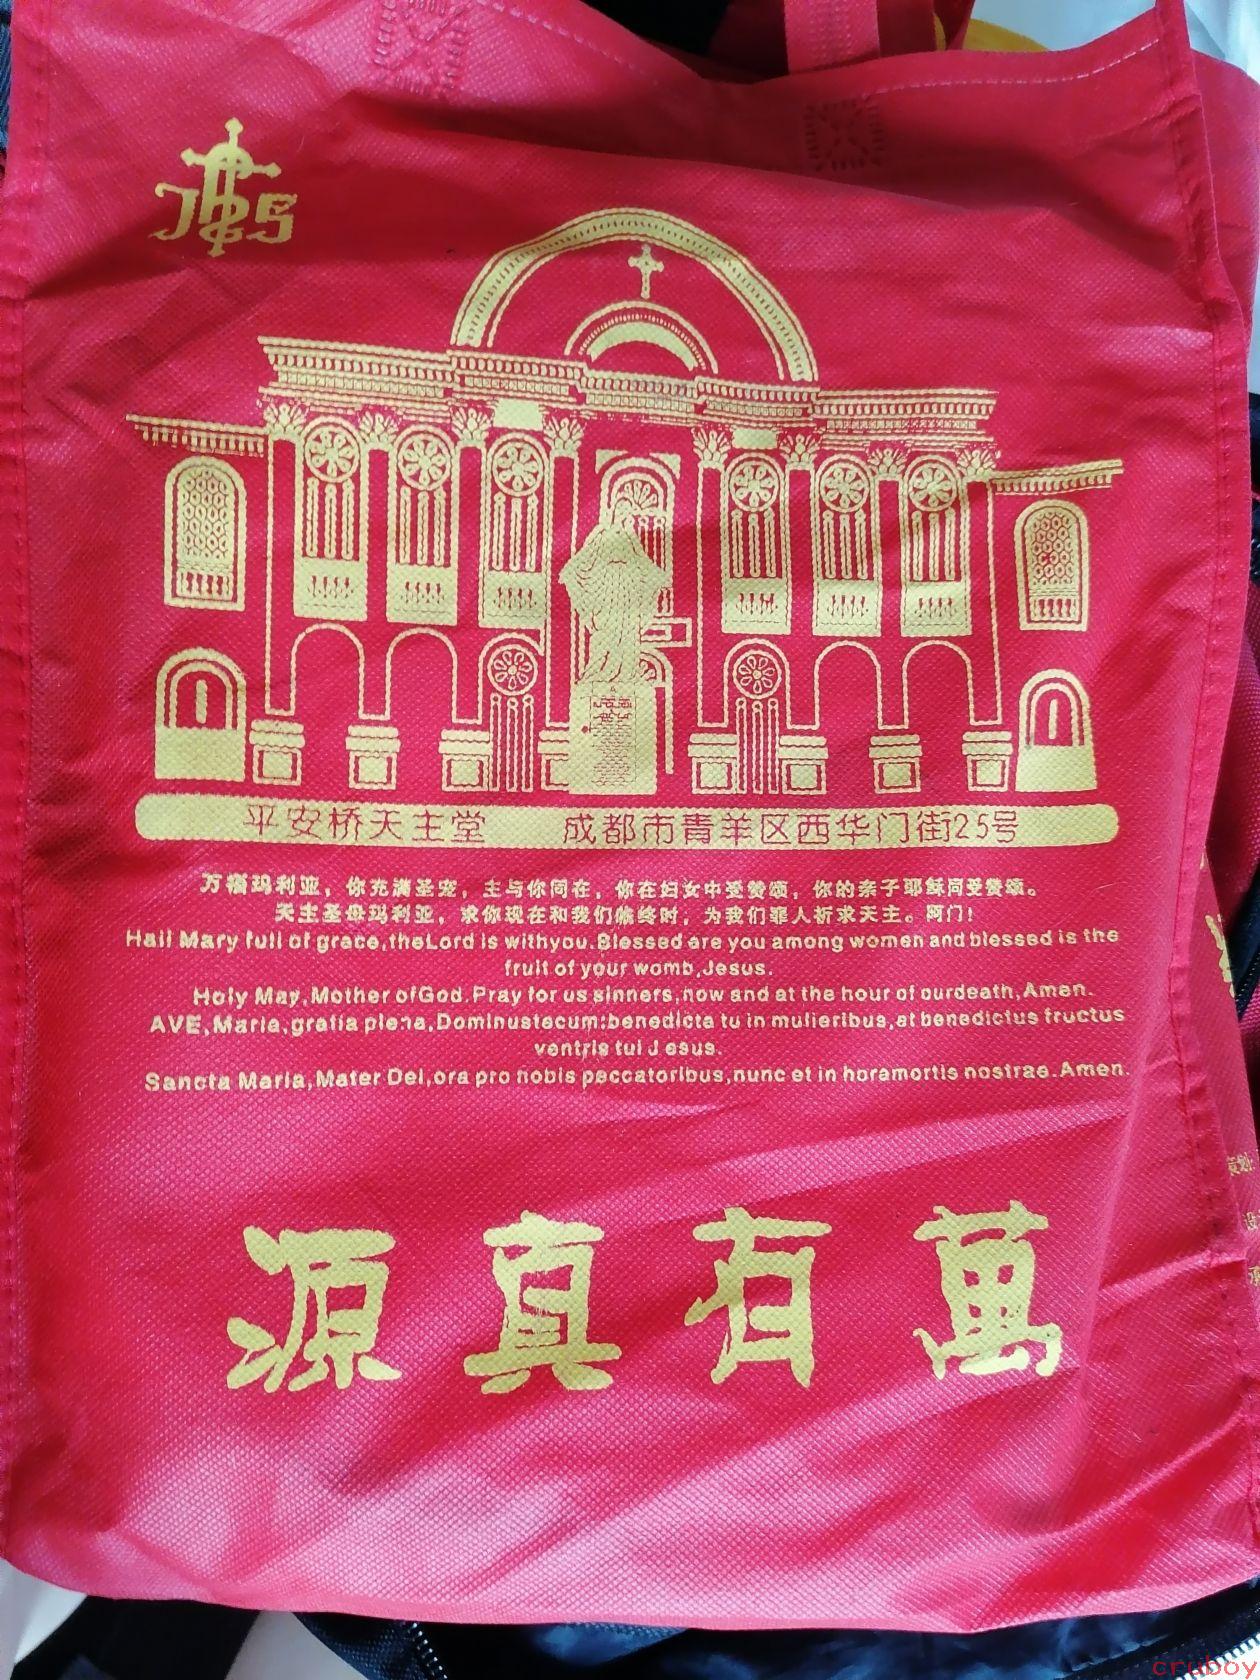 JHS
平安桥天主堂 成都市青羊区西华门街25号
万福玛利亚，你充满圣宠，主与你同在，你在妇女中受赞颂，你的亲子耶稣同受赞颂。
天主圣母玛利亚，求你现在和我们临终时，为我们罪人祈求天主。阿门！
Hail Mary full of grace,theLord is withyou.Blessed are you among women and blessed is the
fruit of your womb,Jesus.
Holy May,Mother ofGod.Pray for us sinners,now and at the hour of ourdeath,Amen.
AVE,Maria,gratia plena,Dominustecum:benedicta tu in mulieribus,et benedictus fructus
ventris tui Jesus.
Sancta Maria,Mater Dei,ora pro nobis peccatoribus,nunc et in horamortis nostrae.Amen.
萬有真源
cruboy